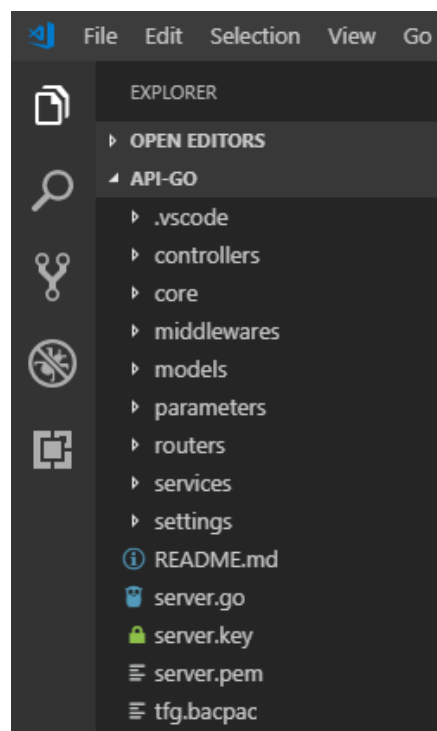 File Edit Selection View Go
EXPLORER
OPEN EDITORS
API-GO
.vscode
controllers
core
middlewares
models
parameters
routers
services
settings
README.md
server.go
server.key
server.pem
tfg.bacpac